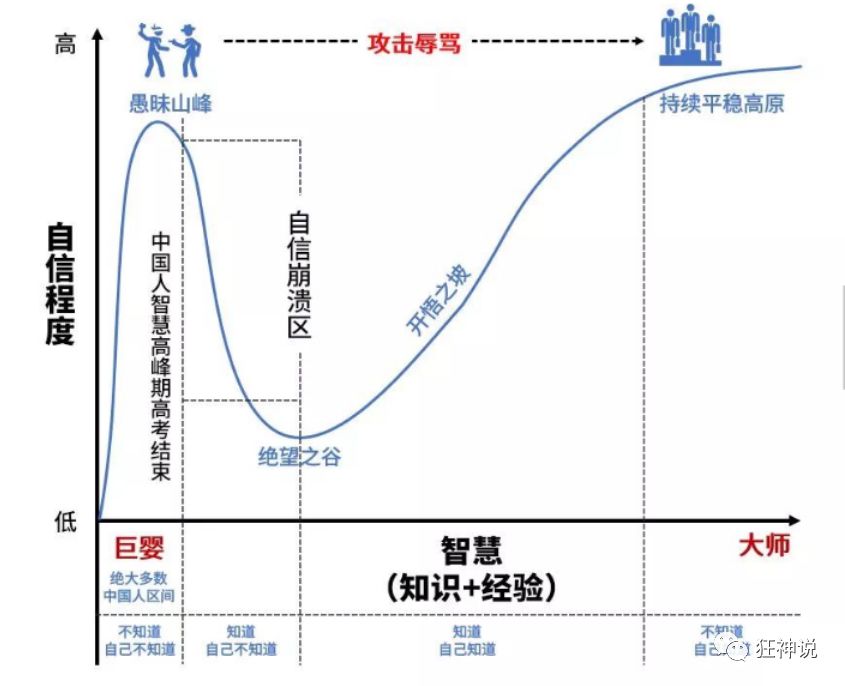 高
攻击辱骂
愚昧山峰
持续平稳高原
自信程度
中国人智慧高峰期高考结束
自信崩溃区
开悟之坡
绝望之谷
低
巨婴
绝大多数
中国人区间
智慧
（知识+经验）
大师
不知道
自己不知道
知道
自己不知道
知道
自己知道
不知道
自己
狂神说